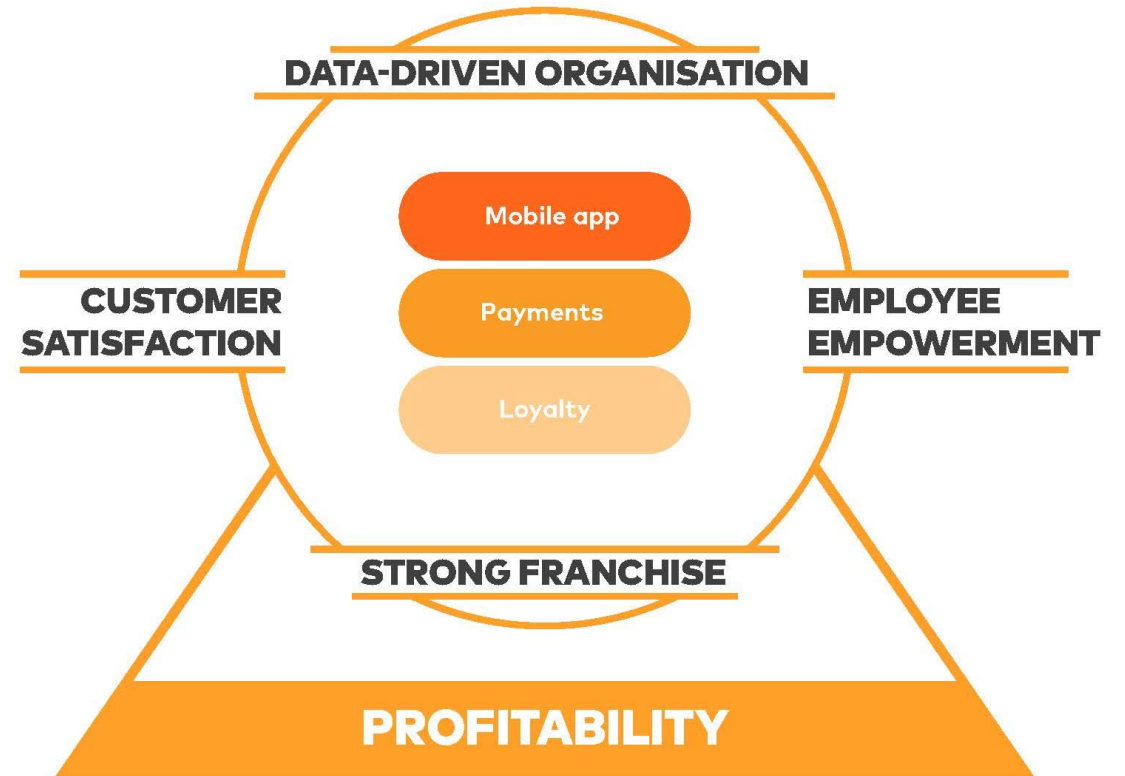 DATA-DRIVEN ORGANISATION
Mobile app
CUSTOMER
SATISFACTION
Payments
EMPLOYEE
EMPOWERMENT
Loyalty
STRONG FRANCHISE
PROFITABILITY